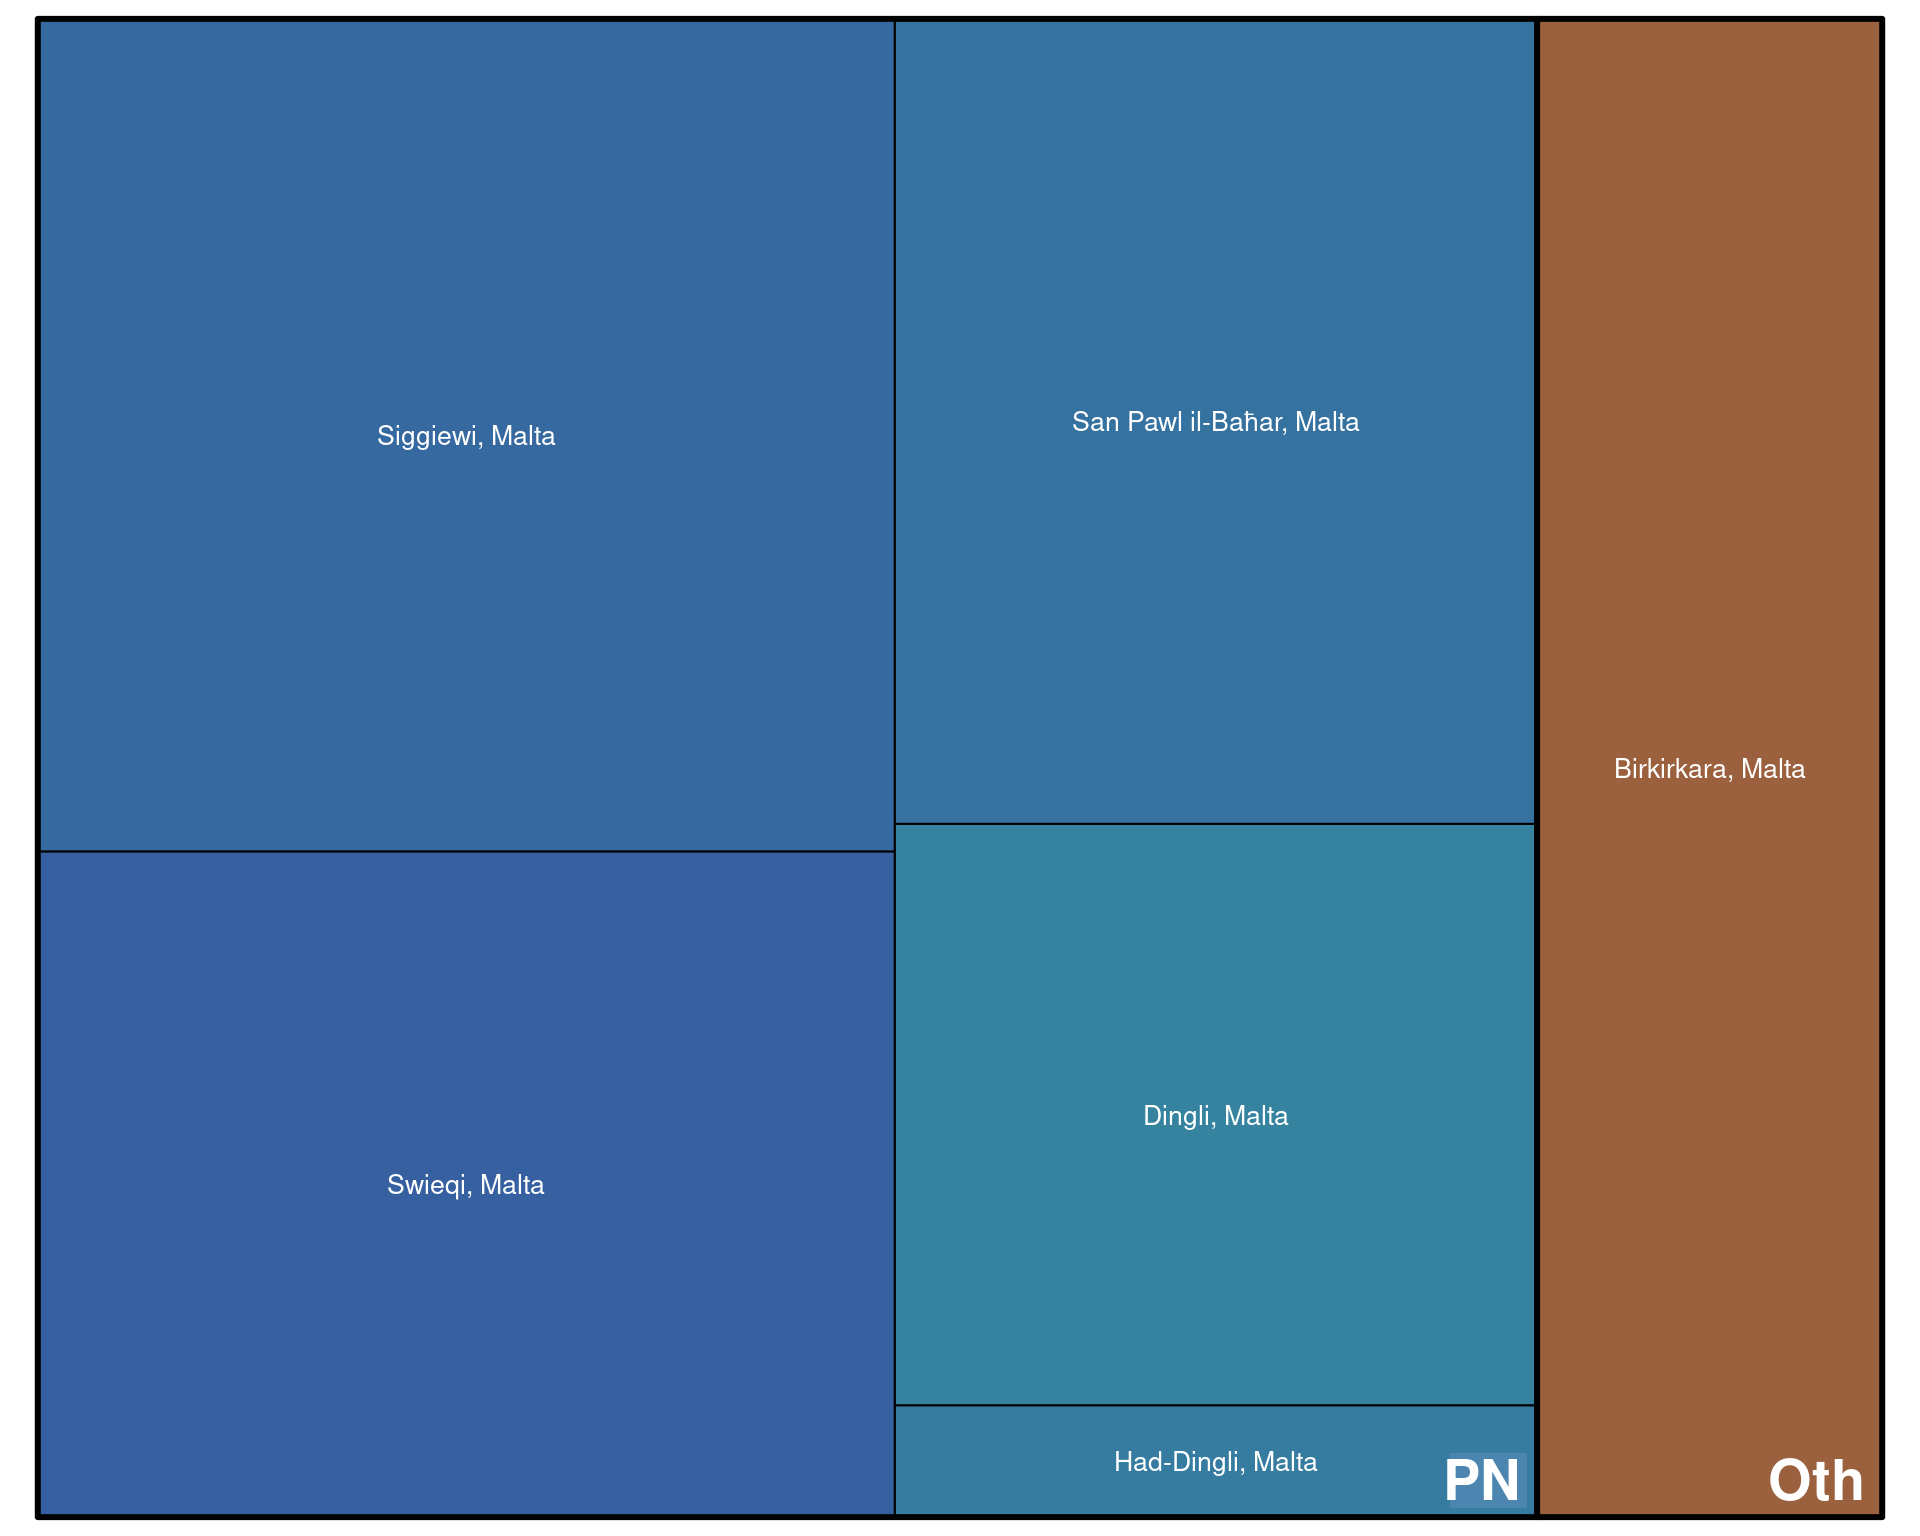 Siggiewi, Malta
San Pawl il-Baħar, Malta
Birkirkara, Malta
Dingli, Malta
Swieqi, Malta
Had-Dingli, Malta
PN
Oth